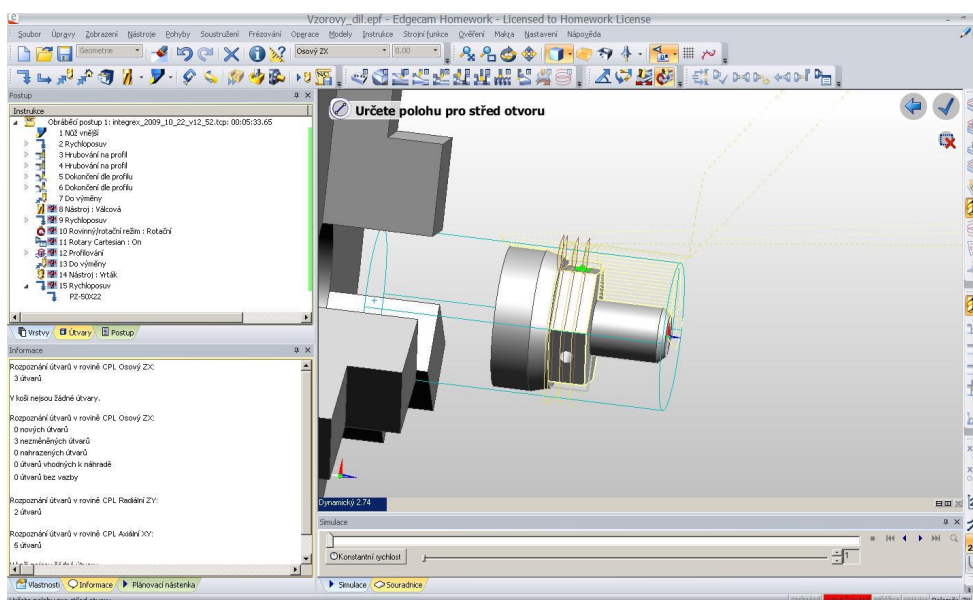 Vzorovy_dil.epf - Edgecam Homework - Licensed to Homework License
Soubor Úpravy Zobrazení Nástroje Pohyby Soustružení Frézování Operace Modely Instrukce Strojní funkce Ověření Makra Nastavení Nápověda
Geometrie Osový ZX 0.00
Postup
Instrukce
Obráběcí postup 1: integrex_2009_10_22_v12_52.tcp: 00:05:33.65
1 Nůž vnější
2 Rychloposuv
3 Hrubování na profil
4 Hrubování na profil
5 Dokončení dle profilu
6 Dokončení dle profilu
7 Do výměny
8 Nástroj : Válcová
9 Rychloposuv
10 Rovinný/rotační režim : Rotační
11 Rotary Cartesian : On
12 Profilování
13 Do výměny
14 Nástroj : Vrták
15 Rychloposuv
PZ-50X22
Vrstvy Útvary Postup
Určete polohu pro střed otvoru
Informace
Rozpoznání útvarů v rovině CPL Osový ZX:
3 útvarů
V koši nejsou žádné útvary.
Rozpoznání útvarů v rovině CPL Osový ZX:
0 nových útvarů
3 nezměněných útvarů
0 nahrazených útvarů
0 útvarů vhodných k náhradě
0 útvarů bez vazby
Rozpoznání útvarů v rovině CPL Radiální ZY:
2 útvarů
Rozpoznání útvarů v rovině CPL Axiální XY:
6 útvarů
Dynamický 2.74
Simulace
Konstantní rychlost 1
Vlastnosti Informace Plánovací nástenka
Simulace Souradnice